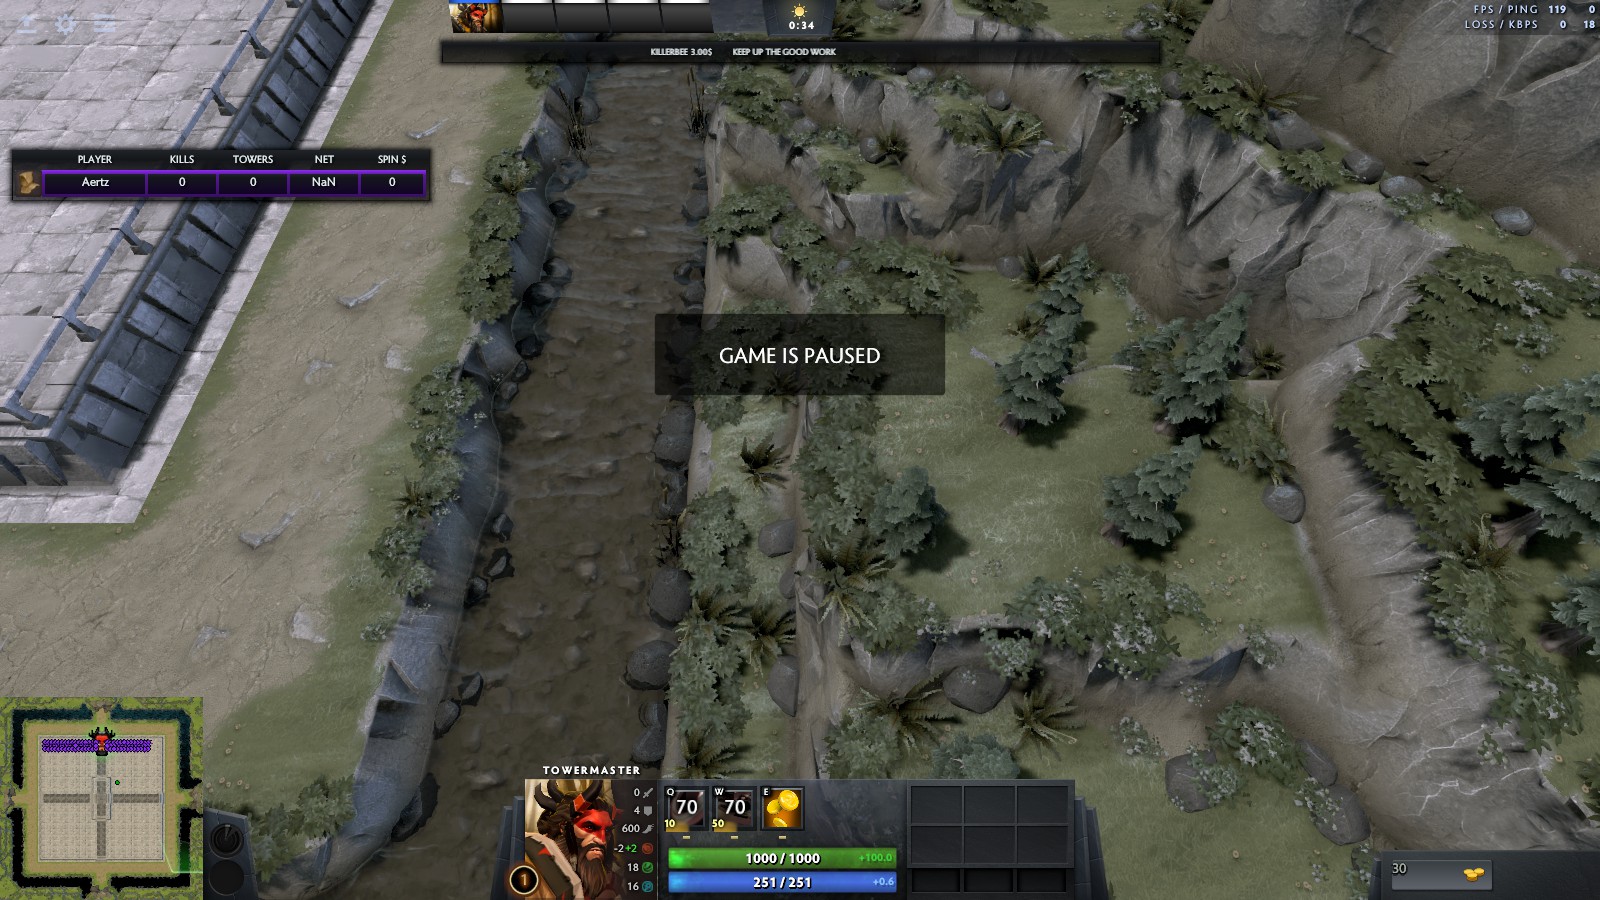 FPS / PING 119 0
LOSS / KBPS 0 18
0:34
KILLERBEE 3.00$ KEEP UP THE GOOD WORK
PLAYER KILLS TOWERS NET SPIN $
Aertz 0 0 NaN 0
GAME IS PAUSED
TOWERMASTER
0
4
600
-2+2
18
16
1
Q 70 10
W 70 50
E
1000 / 1000 +100.0
251 / 251 +0.6
30